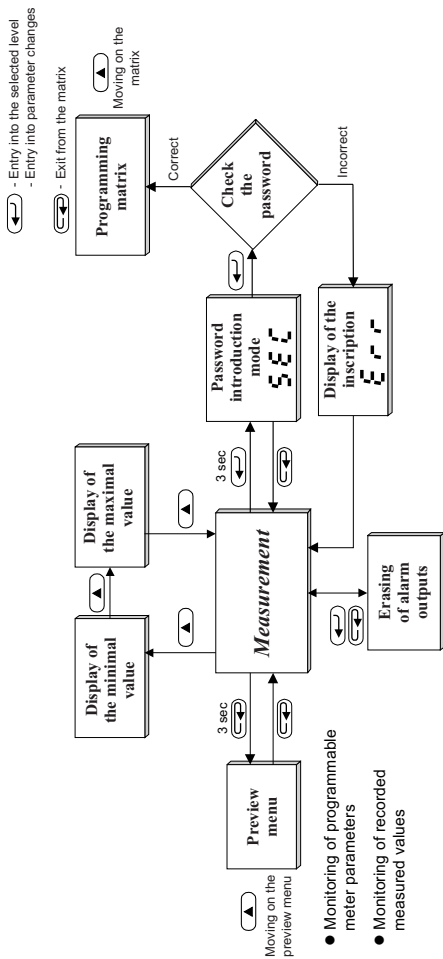 - Entry into the selected level
- Entry into parameter changes
- Exit from the matrix
Moving on the
matrix
Programming
matrix
Correct
Check
the
password
Incorrect
Display of the
maximal
value
Display of
the minimal
value
Password
introduction
mode
SEC
Display of the
inscription
Err
3 sec
Measurement
Erasing
of alarm
outputs
3 sec
Preview
menu
Moving on the
preview menu
● Monitoring of programmable
meter parameters
● Monitoring of recorded
measured values